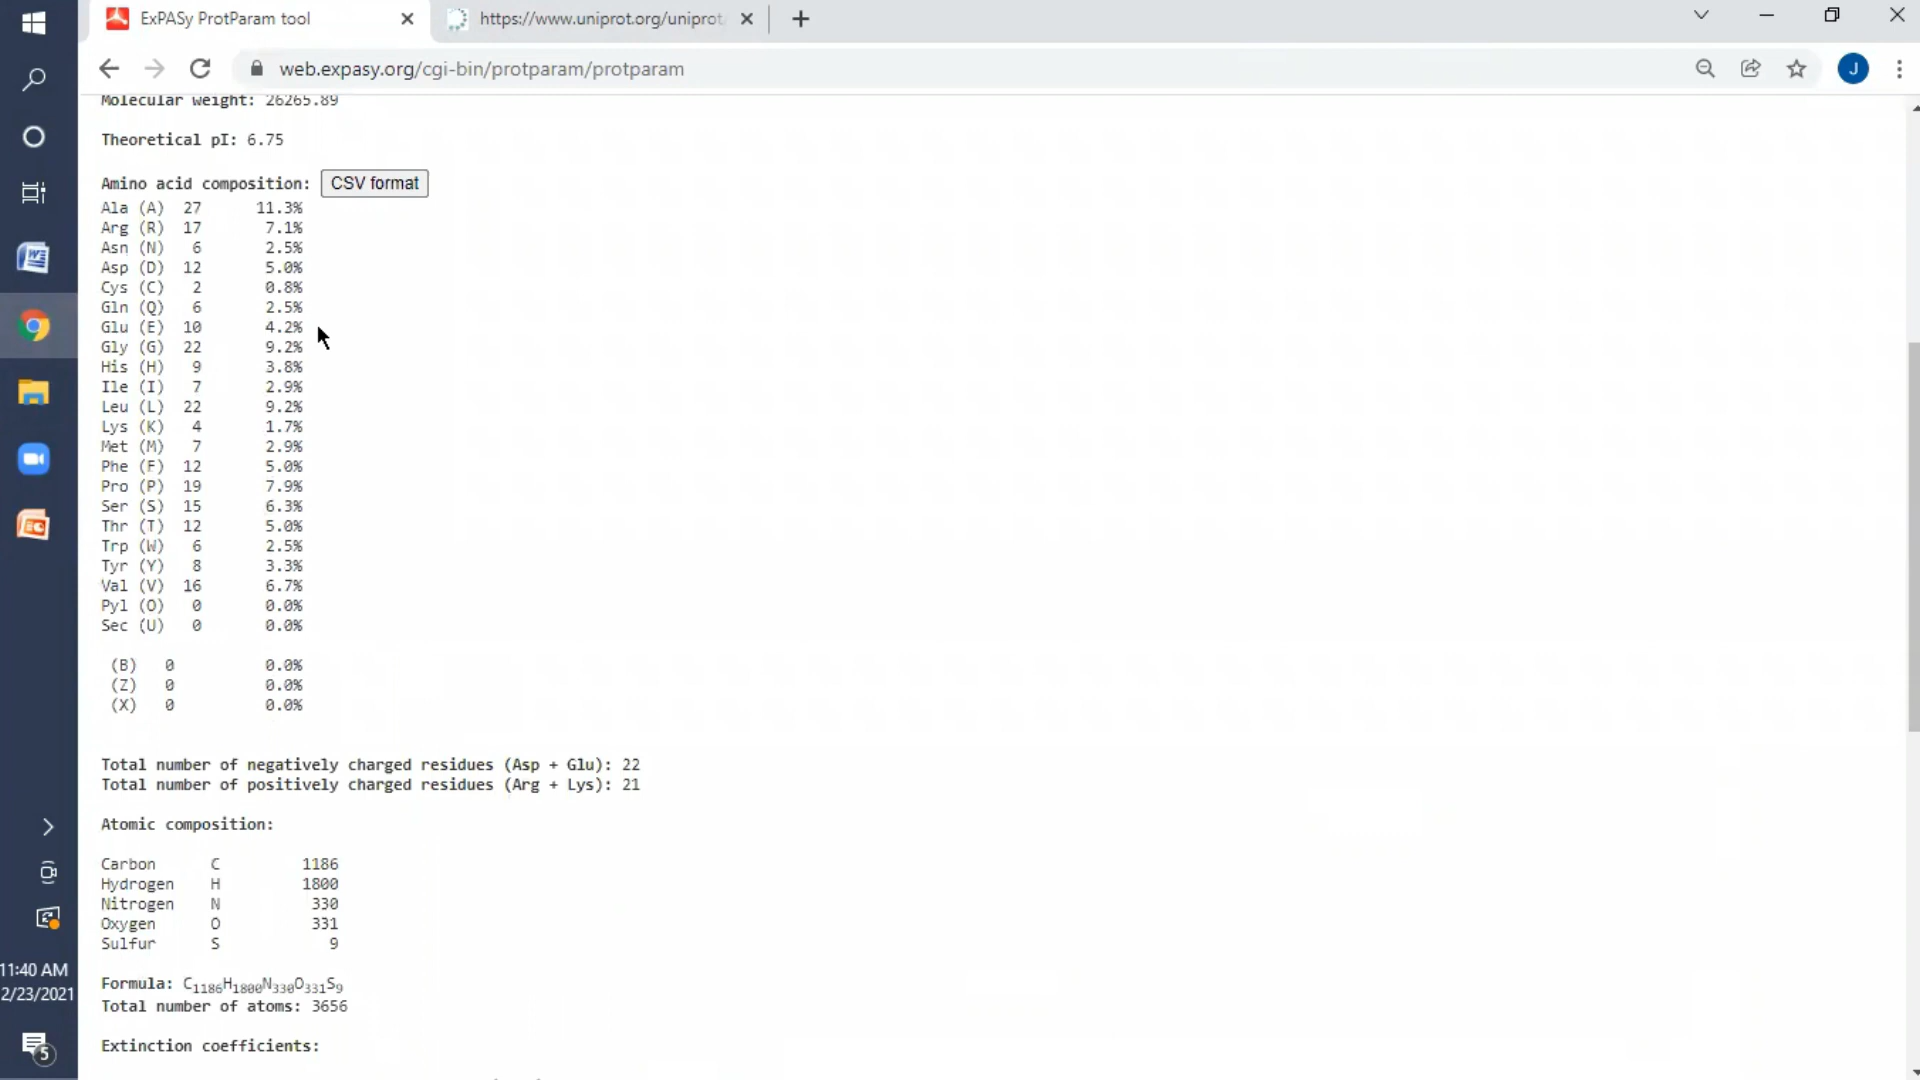 ExPASy ProtParam tool
https://www.uniprot.org/uniprot
web.expasy.org/cgi-bin/protparam/protparam
J
Molecular weight: 26265.89
Theoretical pI: 6.75
Amino acid composition: CSV format
Ala (A) 27 11.3%
Arg (R) 17 7.1%
Asn (N) 6 2.5%
Asp (D) 12 5.0%
Cys (C) 2 0.8%
Gln (Q) 6 2.5%
Glu (E) 10 4.2%
Gly (G) 22 9.2%
His (H) 9 3.8%
Ile (I) 7 2.9%
Leu (L) 22 9.2%
Lys (K) 4 1.7%
Met (M) 7 2.9%
Phe (F) 12 5.0%
Pro (P) 19 7.9%
Ser (S) 15 6.3%
Thr (T) 12 5.0%
Trp (W) 6 2.5%
Tyr (Y) 8 3.3%
Val (V) 16 6.7%
Pyl (O) 0 0.0%
Sec (U) 0 0.0%
(B) 0 0.0%
(Z) 0 0.0%
(X) 0 0.0%
Total number of negatively charged residues (Asp + Glu): 22
Total number of positively charged residues (Arg + Lys): 21
Atomic composition:
Carbon C 1186
Hydrogen H 1800
Nitrogen N 330
Oxygen O 331
Sulfur S 9
Formula: C1186H1800N330O331S9
Total number of atoms: 3656
Extinction coefficients:
11:40 AM
2/23/2021
5